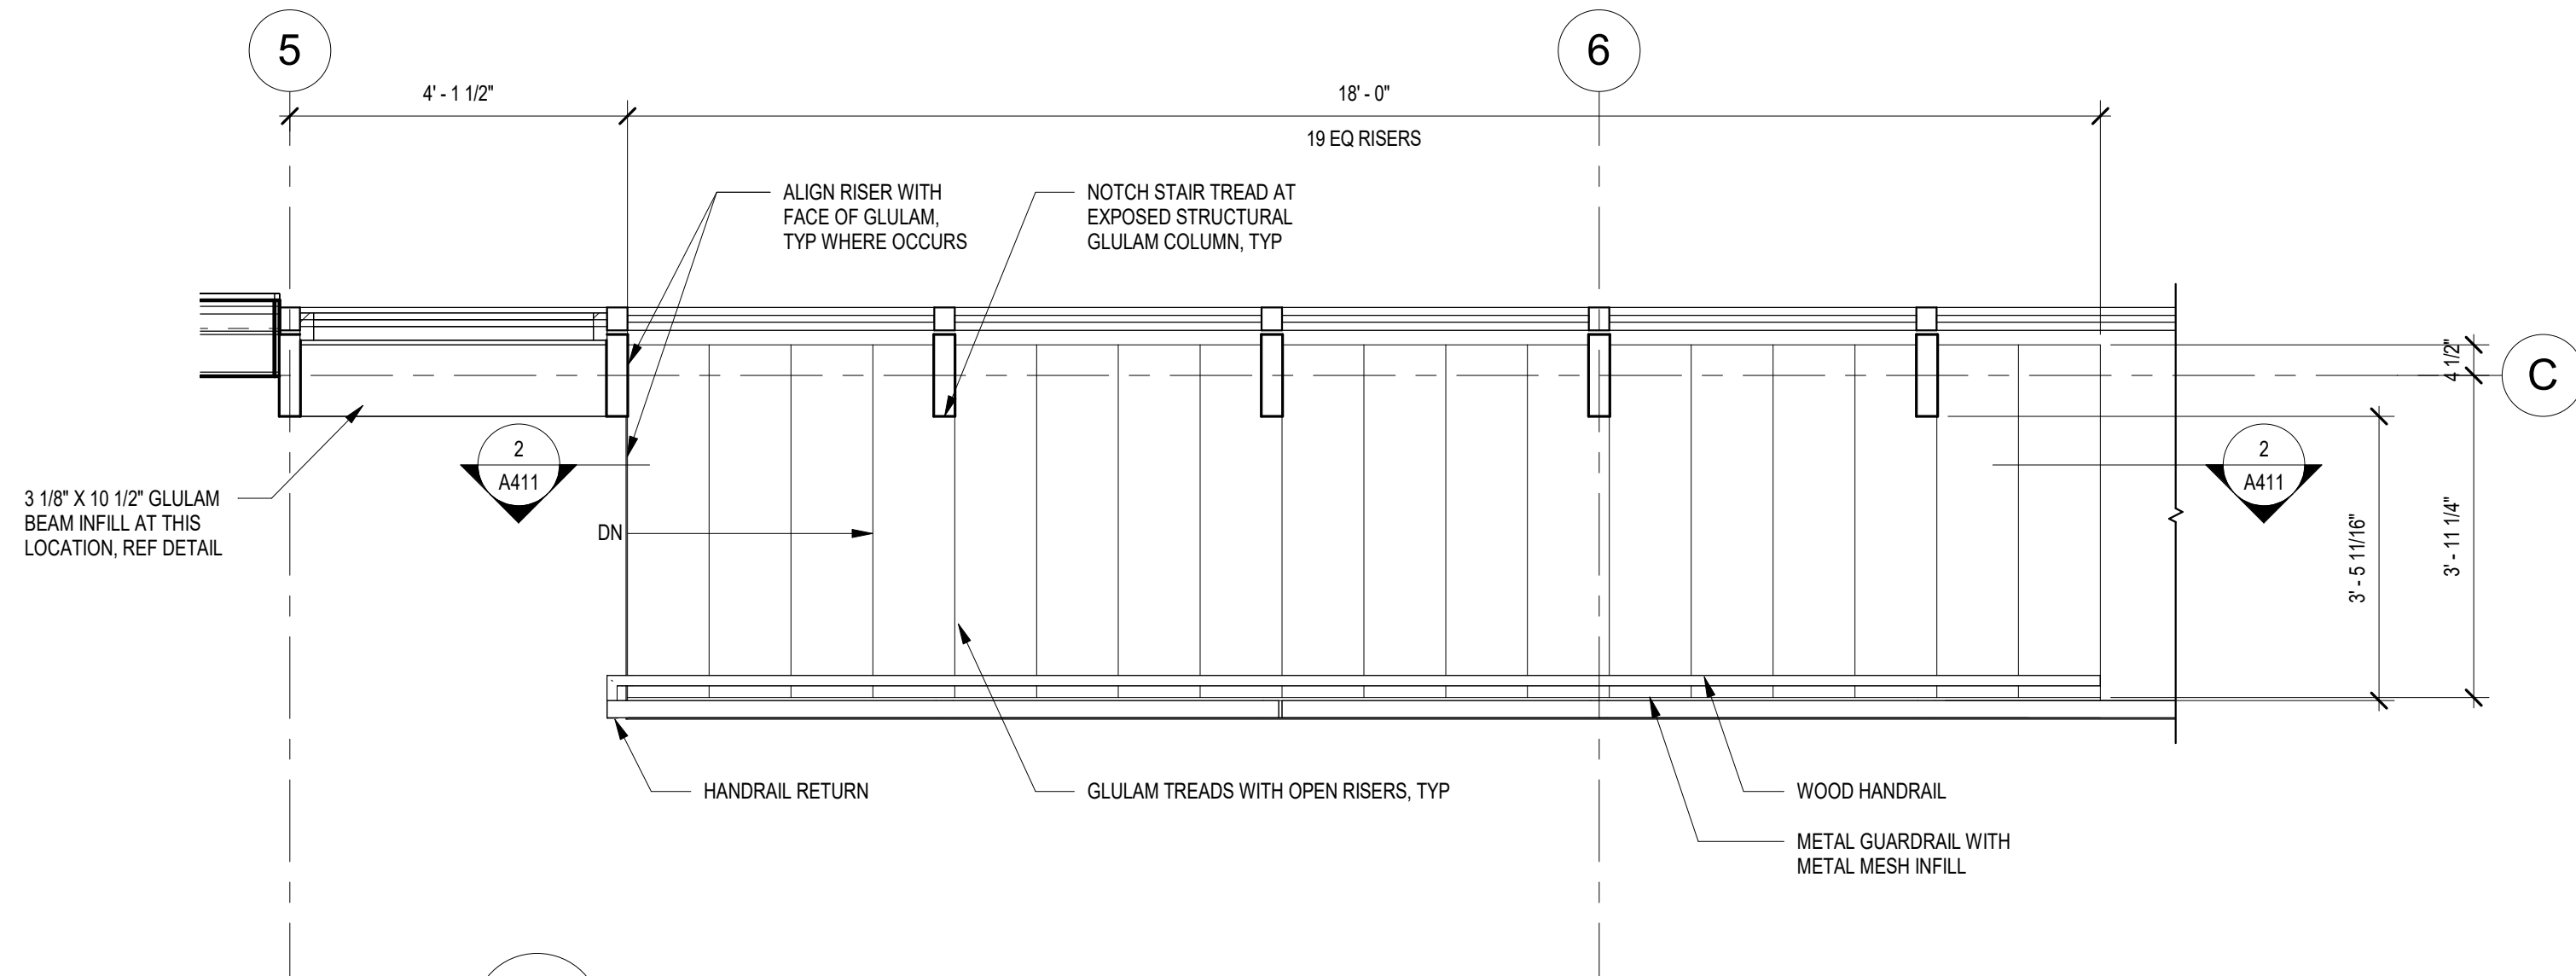 5
6
4' - 1 1/2"
18' - 0"
19 EQ RISERS
ALIGN RISER WITH
FACE OF GLULAM,
TYP WHERE OCCURS
NOTCH STAIR TREAD AT
EXPOSED STRUCTURAL
GLULAM COLUMN, TYP
4 1/2"
C
2
A411
2
A411
3 1/8" X 10 1/2" GLULAM
BEAM INFILL AT THIS
LOCATION, REF DETAIL
DN
3' - 5 11/16"
3' - 11 1/4"
HANDRAIL RETURN
GLULAM TREADS WITH OPEN RISERS, TYP
WOOD HANDRAIL
METAL GUARDRAIL WITH
METAL MESH INFILL